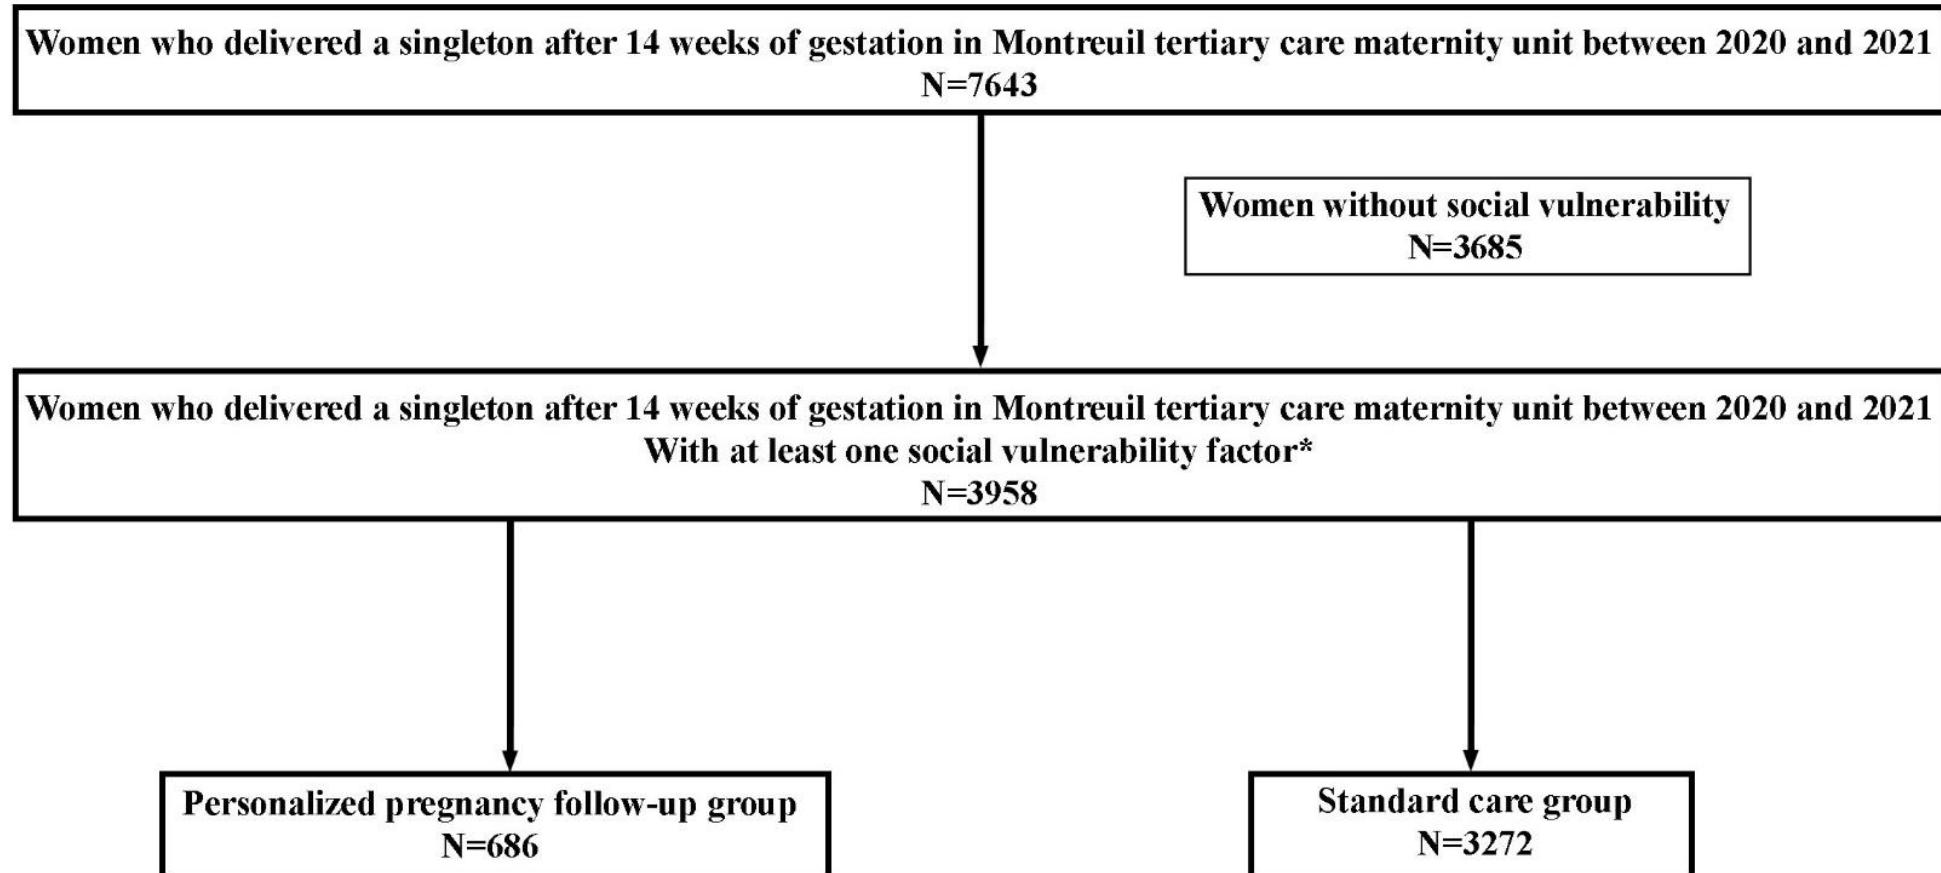 Women who delivered a singleton after 14 weeks of gestation in Montreuil tertiary care maternity unit between 2020 and 2021
N=7643
Women without social vulnerability
N=3685
Women who delivered a singleton after 14 weeks of gestation in Montreuil tertiary care maternity unit between 2020 and 2021
With at least one social vulnerability factor*
N=3958
Personalized pregnancy follow-up group
N=686
Standard care group
N=3272